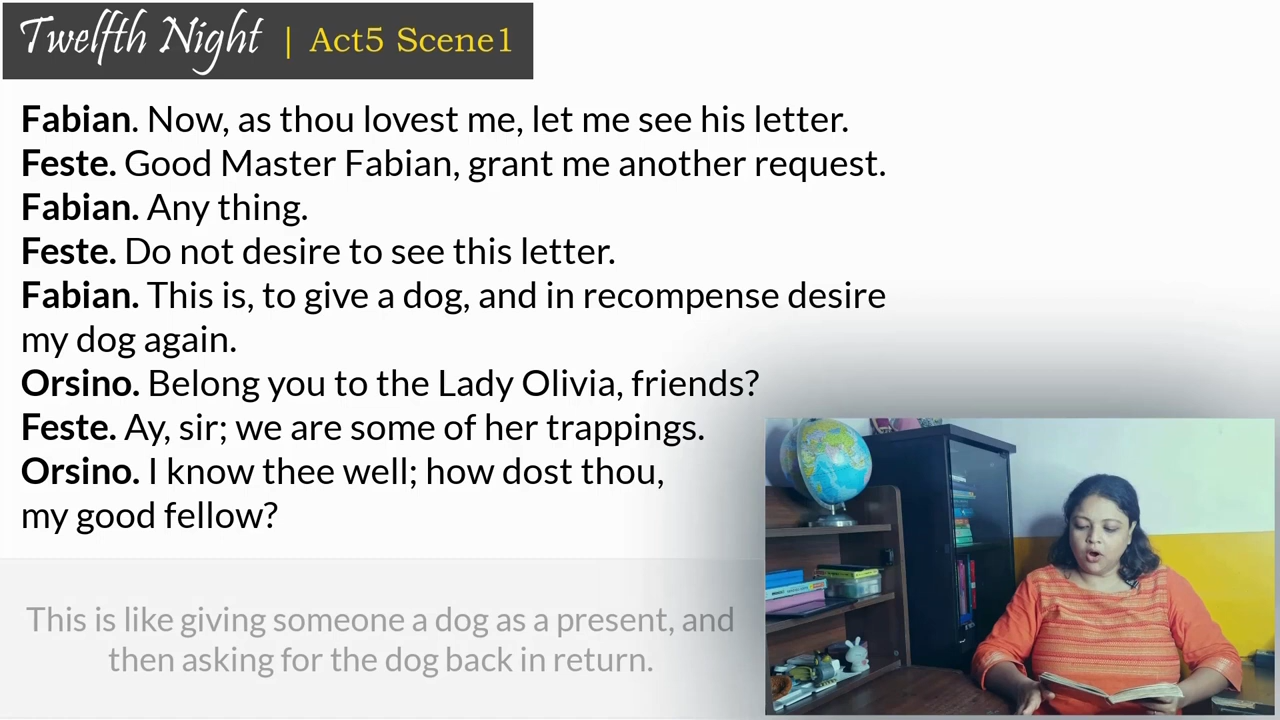 Twelfth Night | Act5 Scene1
Fabian. Now, as thou lovest me, let me see his letter.
Feste. Good Master Fabian, grant me another request.
Fabian. Any thing.
Feste. Do not desire to see this letter.
Fabian. This is, to give a dog, and in recompense desire
my dog again.
Orsino. Belong you to the Lady Olivia, friends?
Feste. Ay, sir; we are some of her trappings.
Orsino. I know thee well; how dost thou,
my good fellow?
This is like giving someone a dog as a present, and
then asking for the dog back in return.